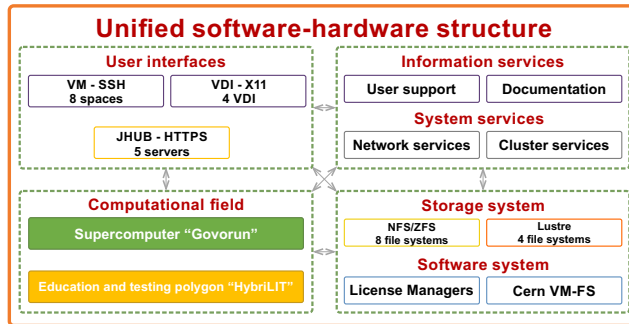 Unified software-hardware structure
User interfaces
VM - SSH
8 spaces
VDI - X11
4 VDI
JHUB - HTTPS
5 servers
Information services
User support
Documentation
System services
Network services
Cluster services
Computational field
Supercomputer “Govorun”
Education and testing polygon “HybriLIT”
Storage system
NFS/ZFS
8 file systems
Lustre
4 file systems
Software system
License Managers
Cern VM-FS